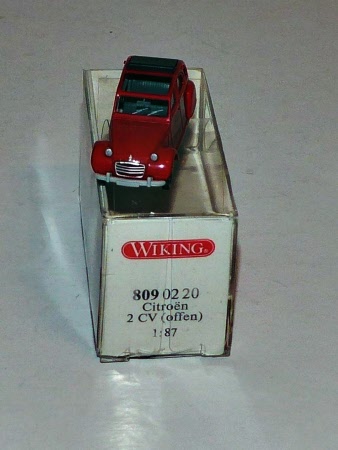 WIKING®
809 02 20
Citroën
2 CV (offen)
1:87